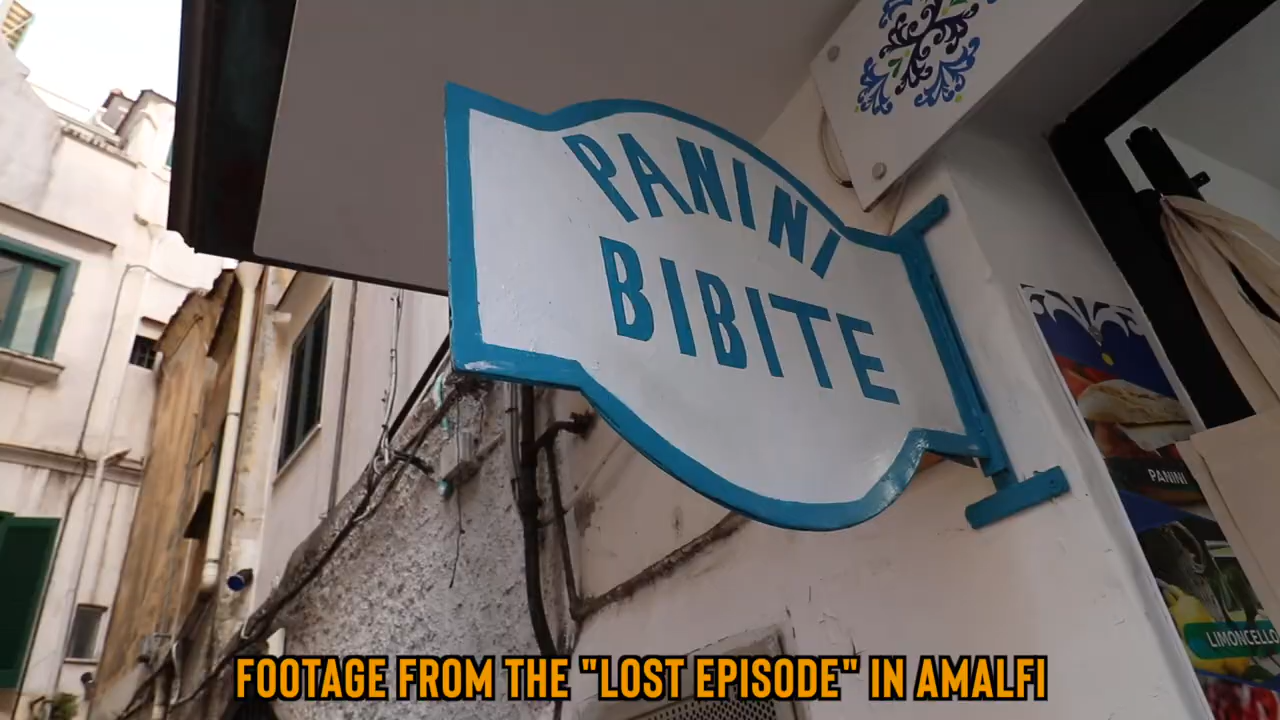 PANINI
BIBITE
PANINI
LIMONCELLO
FOOTAGE FROM THE "LOST EPISODE" IN AMALFI